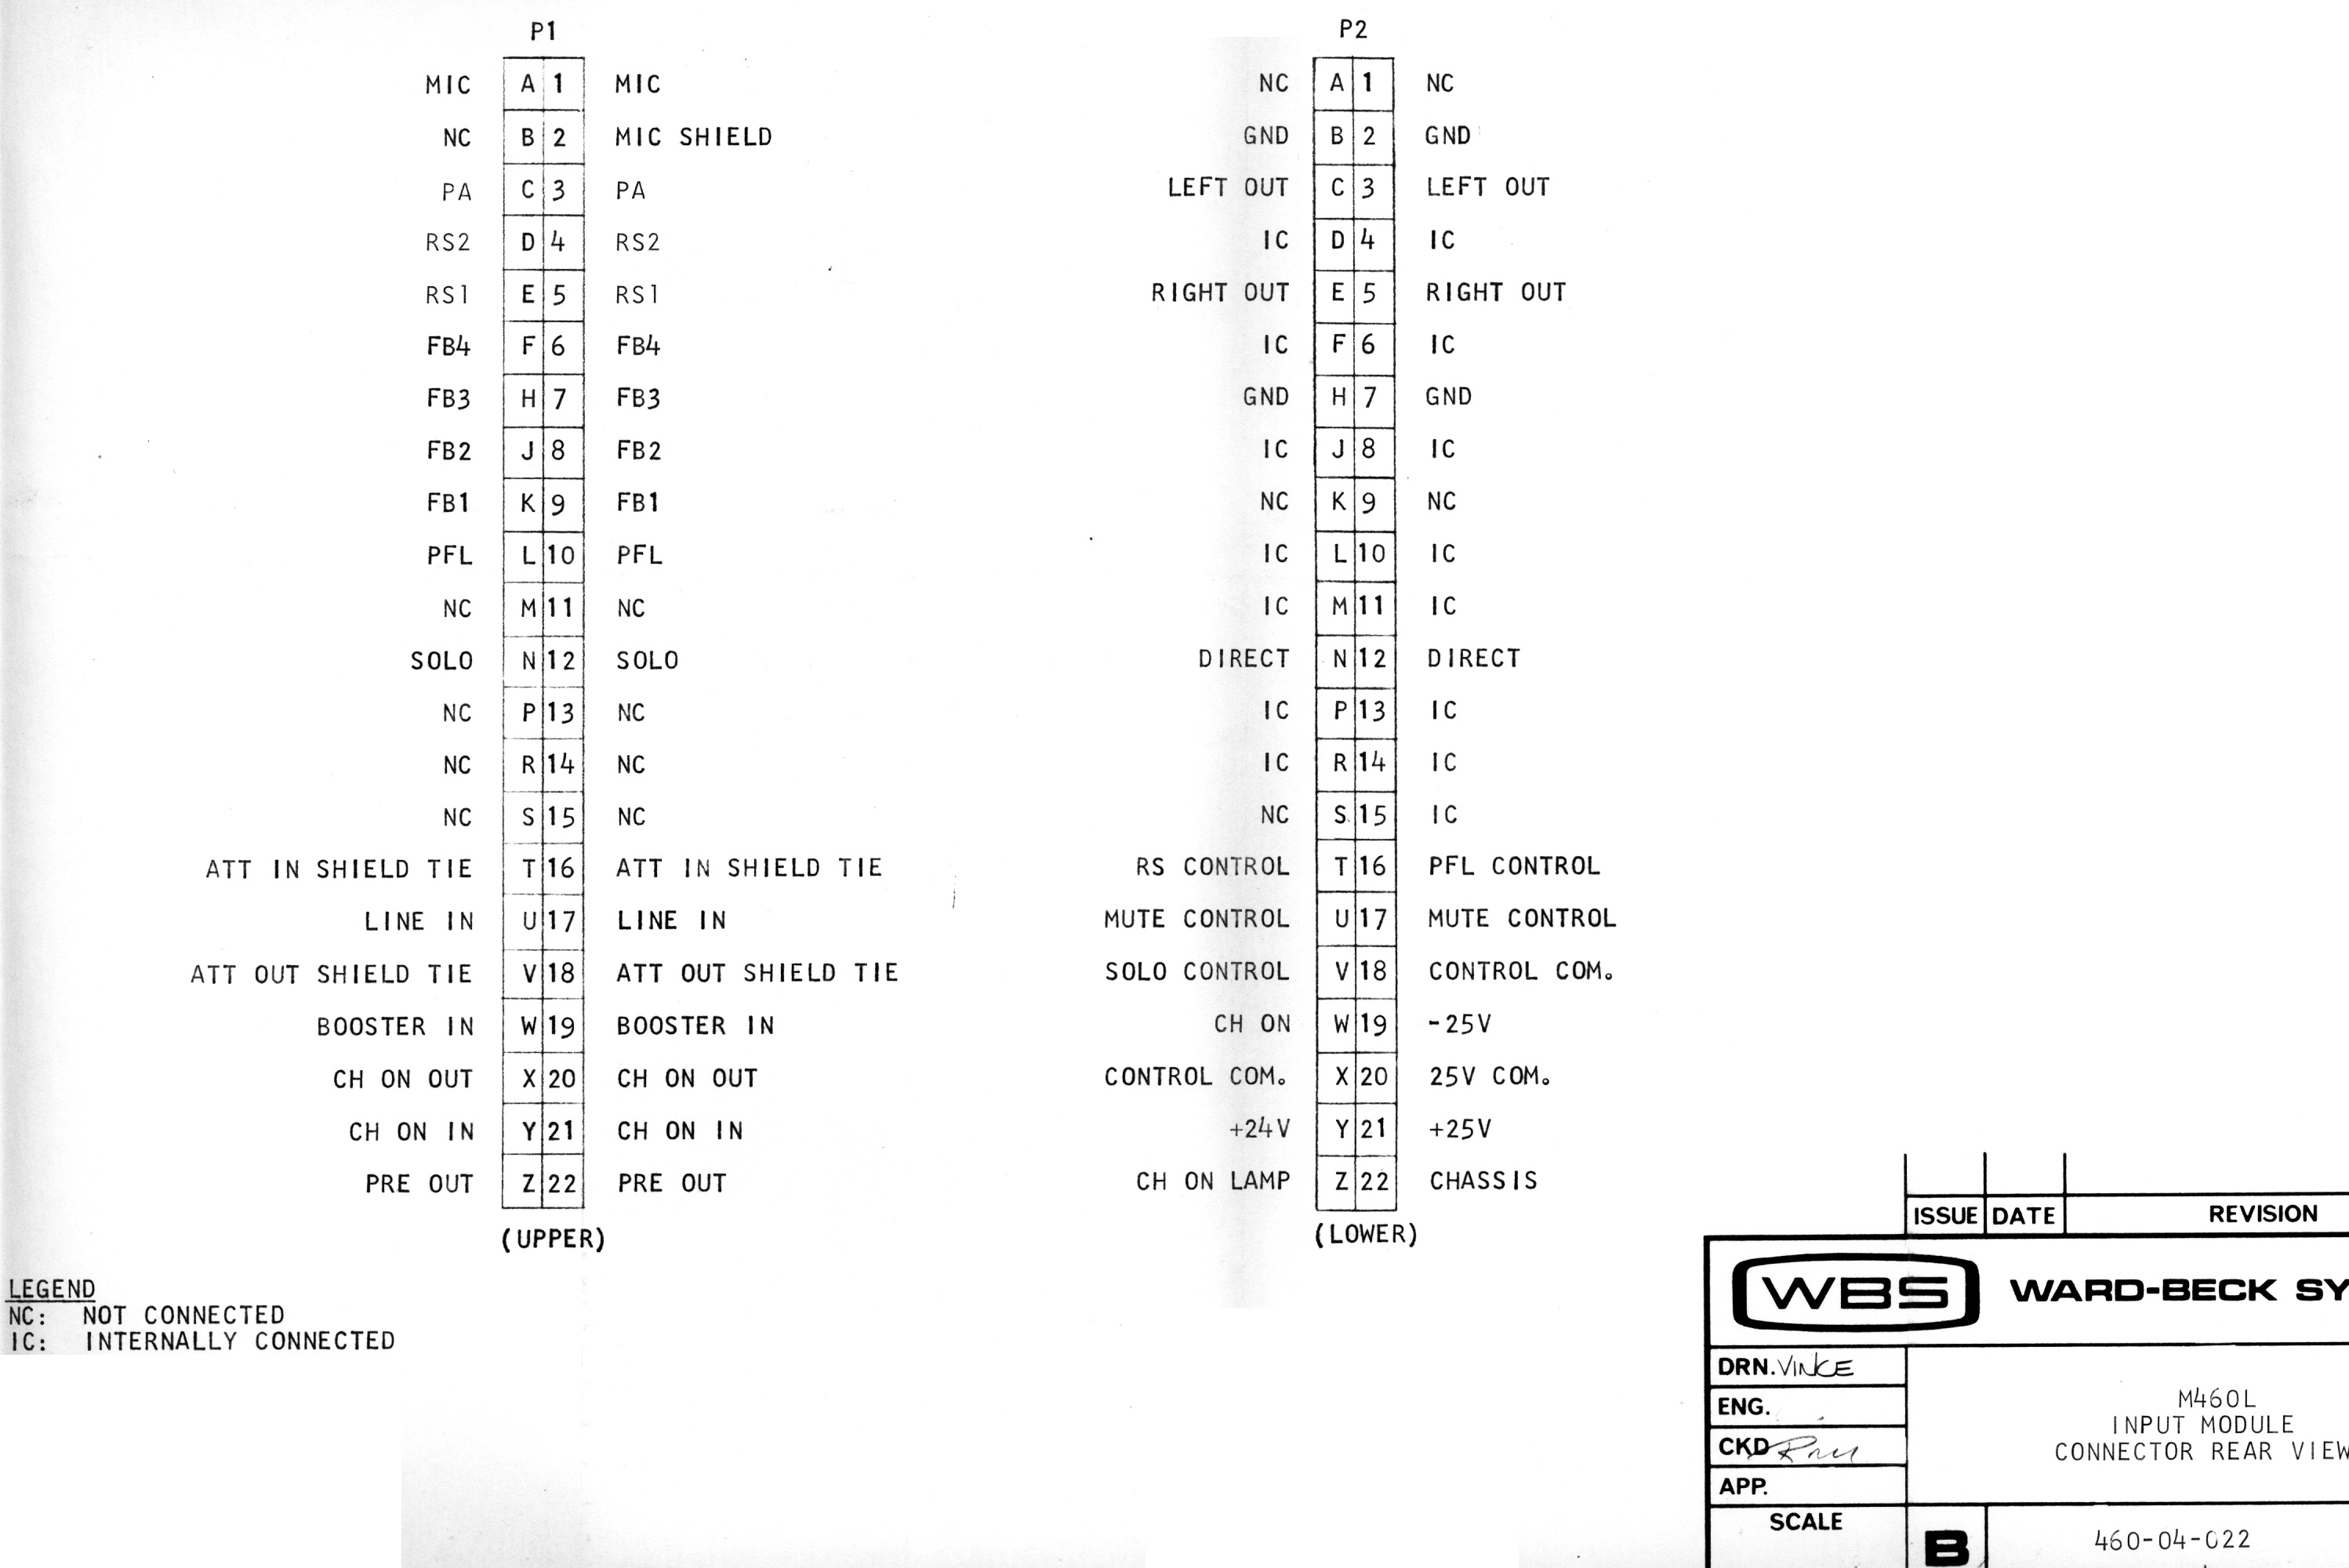 P1
MIC A 1 MIC
NC B 2 MIC SHIELD
PA C 3 PA
RS2 D 4 RS2
RS1 E 5 RS1
FB4 F 6 FB4
FB3 H 7 FB3
FB2 J 8 FB2
FB1 K 9 FB1
PFL L 10 PFL
NC M 11 NC
SOLO N 12 SOLO
NC P 13 NC
NC R 14 NC
NC S 15 NC
ATT IN SHIELD TIE T 16 ATT IN SHIELD TIE
LINE IN U 17 LINE IN
ATT OUT SHIELD TIE V 18 ATT OUT SHIELD TIE
BOOSTER IN W 19 BOOSTER IN
CH ON OUT X 20 CH ON OUT
CH ON IN Y 21 CH ON IN
PRE OUT Z 22 PRE OUT
(UPPER)
P2
NC A 1 NC
GND B 2 GND
LEFT OUT C 3 LEFT OUT
IC D 4 IC
RIGHT OUT E 5 RIGHT OUT
IC F 6 IC
GND H 7 GND
IC J 8 IC
NC K 9 NC
IC L 10 IC
IC M 11 IC
DIRECT N 12 DIRECT
IC P 13 IC
IC R 14 IC
NC S 15 IC
RS CONTROL T 16 PFL CONTROL
MUTE CONTROL U 17 MUTE CONTROL
SOLO CONTROL V 18 CONTROL COM.
CH ON W 19 -25V
CONTROL COM. X 20 25V COM.
+24V Y 21 +25V
CH ON LAMP Z 22 CHASSIS
(LOWER)
LEGEND
NC: NOT CONNECTED
IC: INTERNALLY CONNECTED
ISSUE DATE REVISION
WBS WARD-BECK SY
DRN. VINCE
ENG.
CKD
APP.
SCALE
M460L
INPUT MODULE
CONNECTOR REAR VIEW
B 460-04-022